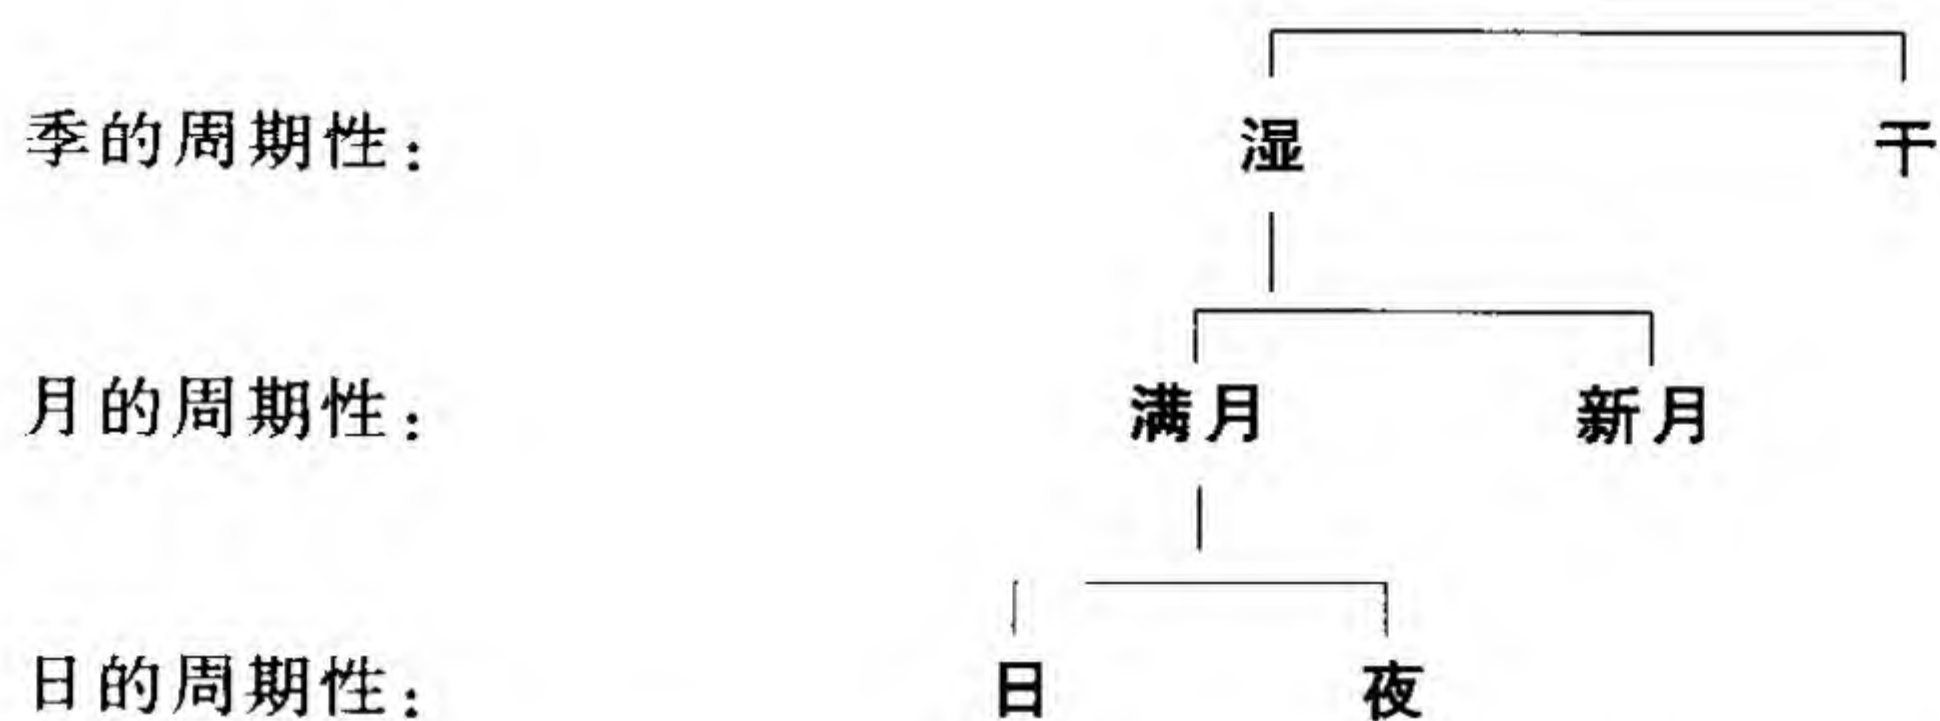 季的周期性： 湿 干
月的周期性： 满月 新月
日的周期性： 日 夜